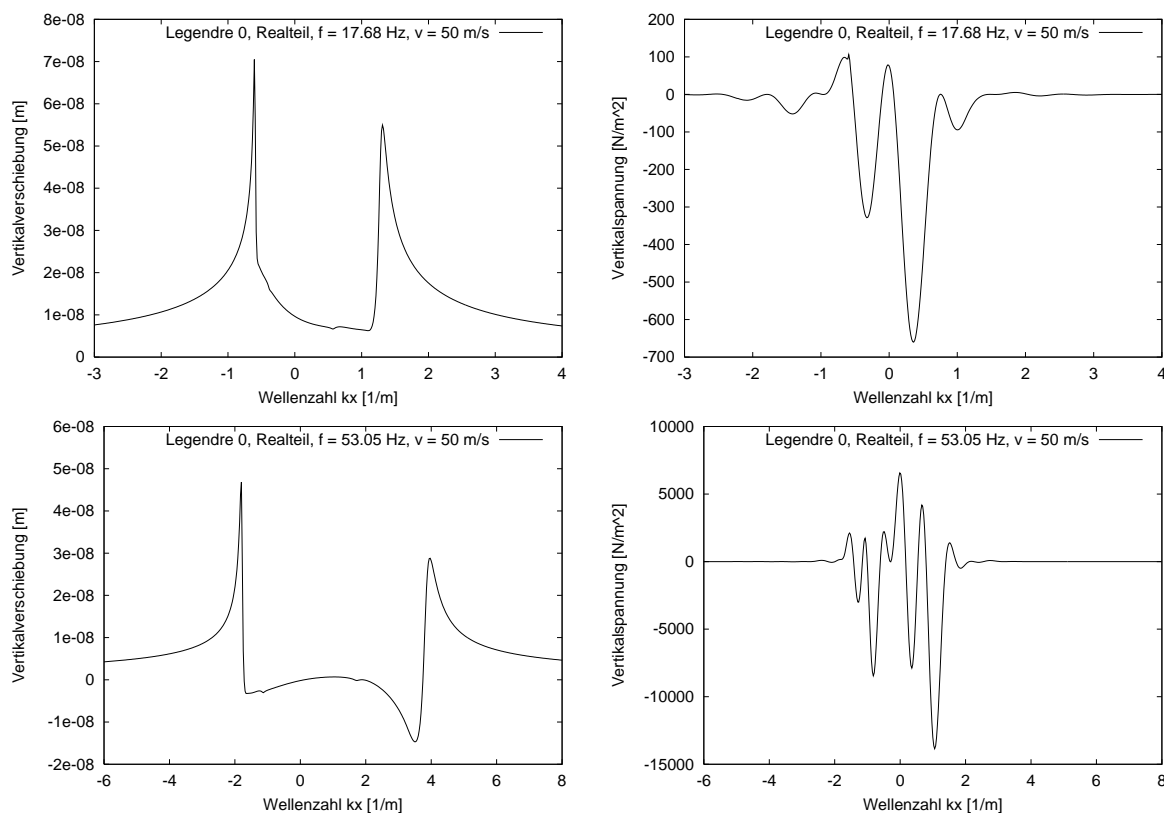 Legendre 0, Realteil, f = 17.68 Hz, v = 50 m/s
Vertikalverschiebung [m]
8e-08
7e-08
6e-08
5e-08
4e-08
3e-08
2e-08
1e-08
0
-3 -2 -1 0 1 2 3 4
Wellenzahl kx [1/m]
Legendre 0, Realteil, f = 17.68 Hz, v = 50 m/s
Vertikalspannung [N/m^2]
200
100
0
-100
-200
-300
-400
-500
-600
-700
-3 -2 -1 0 1 2 3 4
Wellenzahl kx [1/m]
Legendre 0, Realteil, f = 53.05 Hz, v = 50 m/s
Vertikalverschiebung [m]
6e-08
5e-08
4e-08
3e-08
2e-08
1e-08
0
-1e-08
-2e-08
-6 -4 -2 0 2 4 6 8
Wellenzahl kx [1/m]
Legendre 0, Realteil, f = 53.05 Hz, v = 50 m/s
Vertikalspannung [N/m^2]
10000
5000
0
-5000
-10000
-15000
-6 -4 -2 0 2 4 6 8
Wellenzahl kx [1/m]